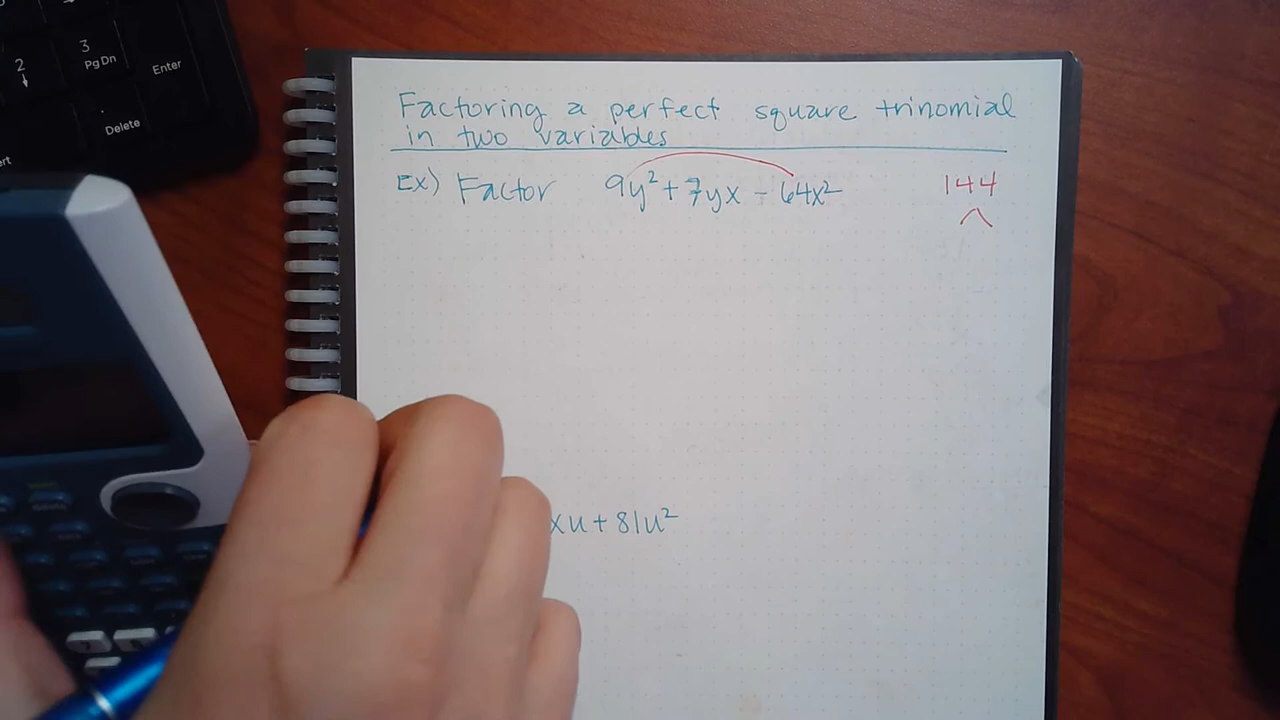 2
↓
3
PgDn
Enter
Delete
Factoring a perfect square trinomial
in two variables
Ex) Factor 9y²+7yx - 64x² 144
xu + 81u²